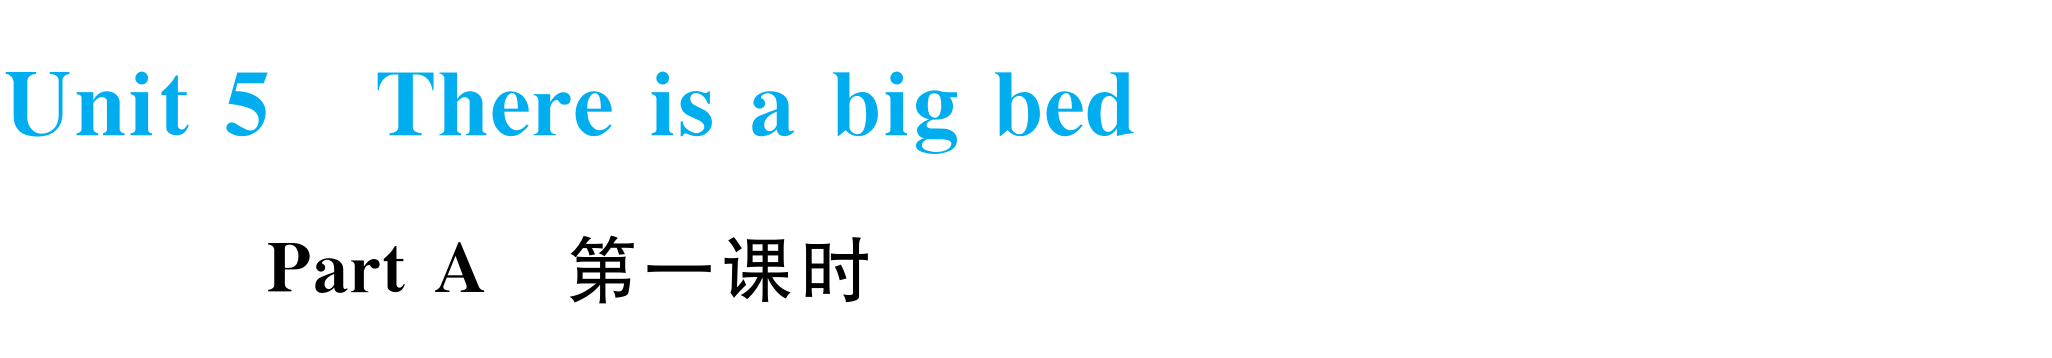 Unit 5 There is a big bed
Part A 第一课时